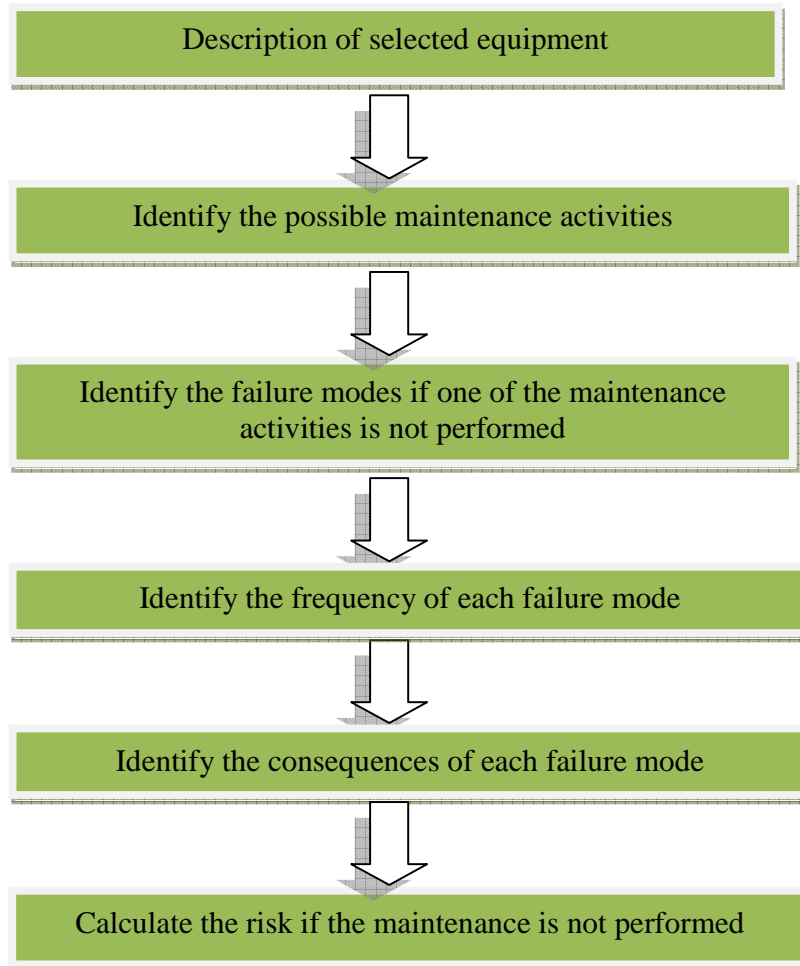 Description of selected equipment
Identify the possible maintenance activities
Identify the failure modes if one of the maintenance
activities is not performed
Identify the frequency of each failure mode
Identify the consequences of each failure mode
Calculate the risk if the maintenance is not performed